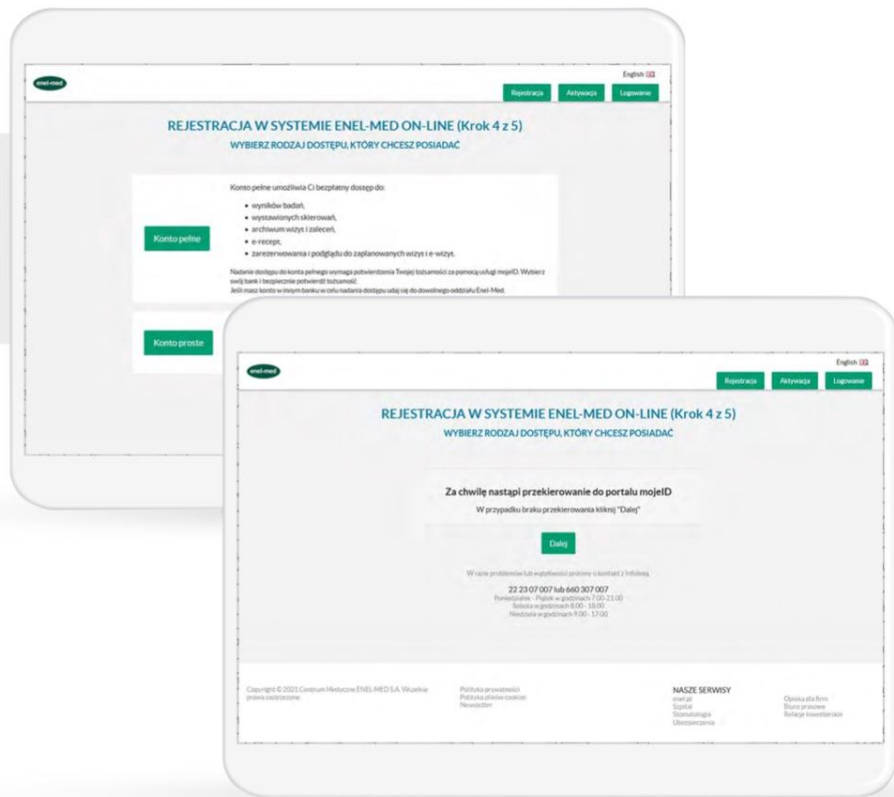 English
enel-med
Rejestracja
Aktywacja
Logowanie
REJESTRACJA W SYSTEMIE ENEL-MED ON-LINE (Krok 4 z 5)
WYBIERZ RODZAJ DOSTĘPU, KTÓRY CHCESZ POSIADAĆ
Konto pełne umożliwia Ci bezpłatny dostęp do:
• wyników badań,
• wystawionych skierowań,
• archiwum wizyt i zaleceń,
• e-recept,
• zarezerwowania i podglądu do zaplanowanych wizyt i e-wizyt.
Konto pełne
Nadanie dostępu do konta pełnego wymaga potwierdzenia Twojej tożsamości za pomocą usługi mojeID. Wybierz
swój bank i bezpiecznie potwierdź tożsamość.
Jeśli masz konto w innym banku w celu nadania dostępu udaj się do dowolnego oddziału Enel-Med.
Konto proste
English
enel-med
Rejestracja
Aktywacja
Logowanie
REJESTRACJA W SYSTEMIE ENEL-MED ON-LINE (Krok 4 z 5)
WYBIERZ RODZAJ DOSTĘPU, KTÓRY CHCESZ POSIADAĆ
Za chwilę nastąpi przekierowanie do portalu mojeID
W przypadku braku przekierowania kliknij "Dalej"
Dalej
W razie problemów lub wątpliwości prosimy o kontakt z Infolinią
22 23 07 007 lub 660 307 007
Poniedziałek - Piątek w godzinach 7:00-21:00
Sobota w godzinach 8:00 - 18:00
Niedziela w godzinach 9:00 - 17:00
Copyright © 2021 Centrum Medyczne ENEL-MED S.A. Wszelkie
prawa zastrzeżone.
Polityka prywatności
Polityka plików cookies
Newsletter
NASZE SERWISY
enel.pl
Szpital
Stomatologia
Ubezpieczenia
Opieka dla firm
Biuro prasowe
Relacje inwestorskie